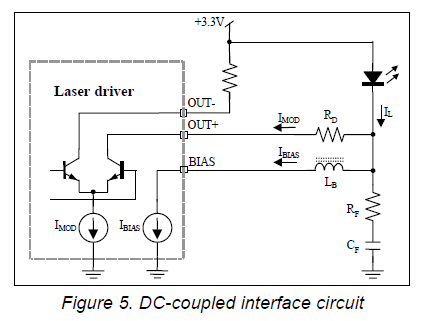 +3.3V
Laser driver
OUT-
OUT+
IMOD
RD
IL
BIAS
IBIAS
LB
IMOD
IBIAS
RF
CF
Figure 5. DC-coupled interface circuit